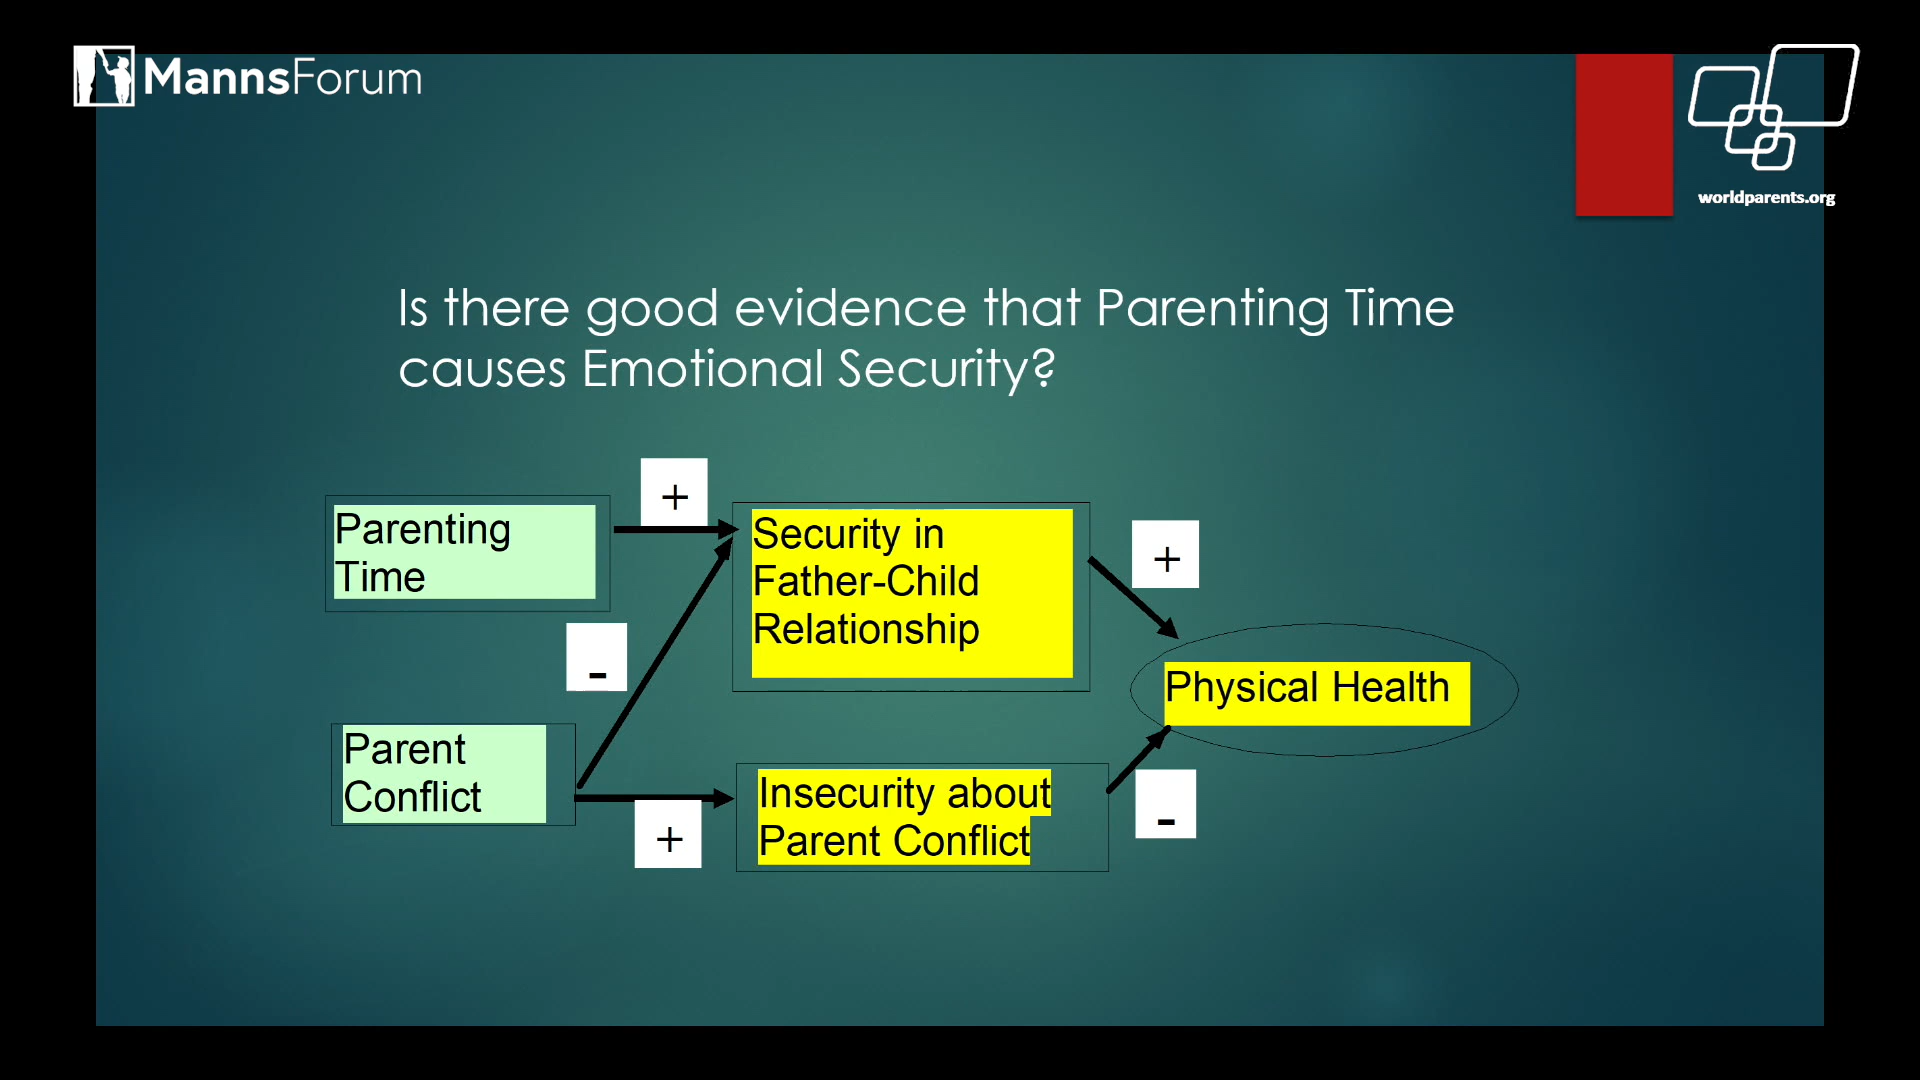 MannsForum
worldparents.org
Is there good evidence that Parenting Time
causes Emotional Security?
+
Parenting
Time
Security in
Father-Child
Relationship
+
-
Physical Health
Parent
Conflict
+
Insecurity about
Parent Conflict
-